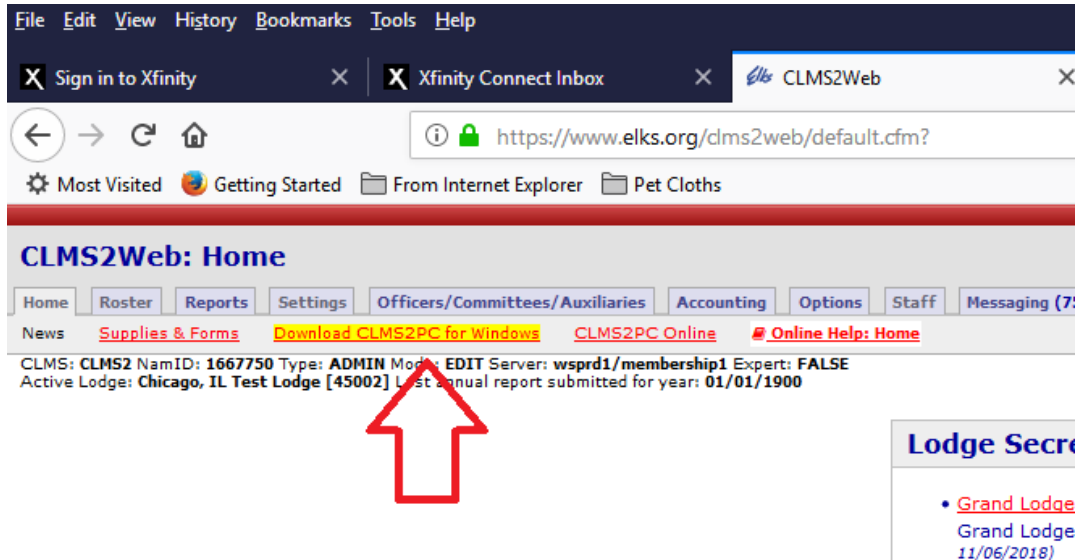 File Edit View History Bookmarks Tools Help
X Sign in to Xfinity X Xfinity Connect Inbox Elks CLMS2Web
https://www.elks.org/clms2web/default.cfm?
Most Visited Getting Started From Internet Explorer Pet Cloths
CLMS2Web: Home
Home Roster Reports Settings Officers/Committees/Auxiliaries Accounting Options Staff Messaging (75
News Supplies & Forms Download CLMS2PC for Windows CLMS2PC Online Online Help: Home
CLMS: CLMS2 NamID: 1667750 Type: ADMIN EDIT Server: wsprd1/membership1 Expert: FALSE
Active Lodge: Chicago, IL Test Lodge [45002] Last annual report submitted for year: 01/01/1900
Lodge Secre
• Grand Lodge
Grand Lodge
11/06/2018)